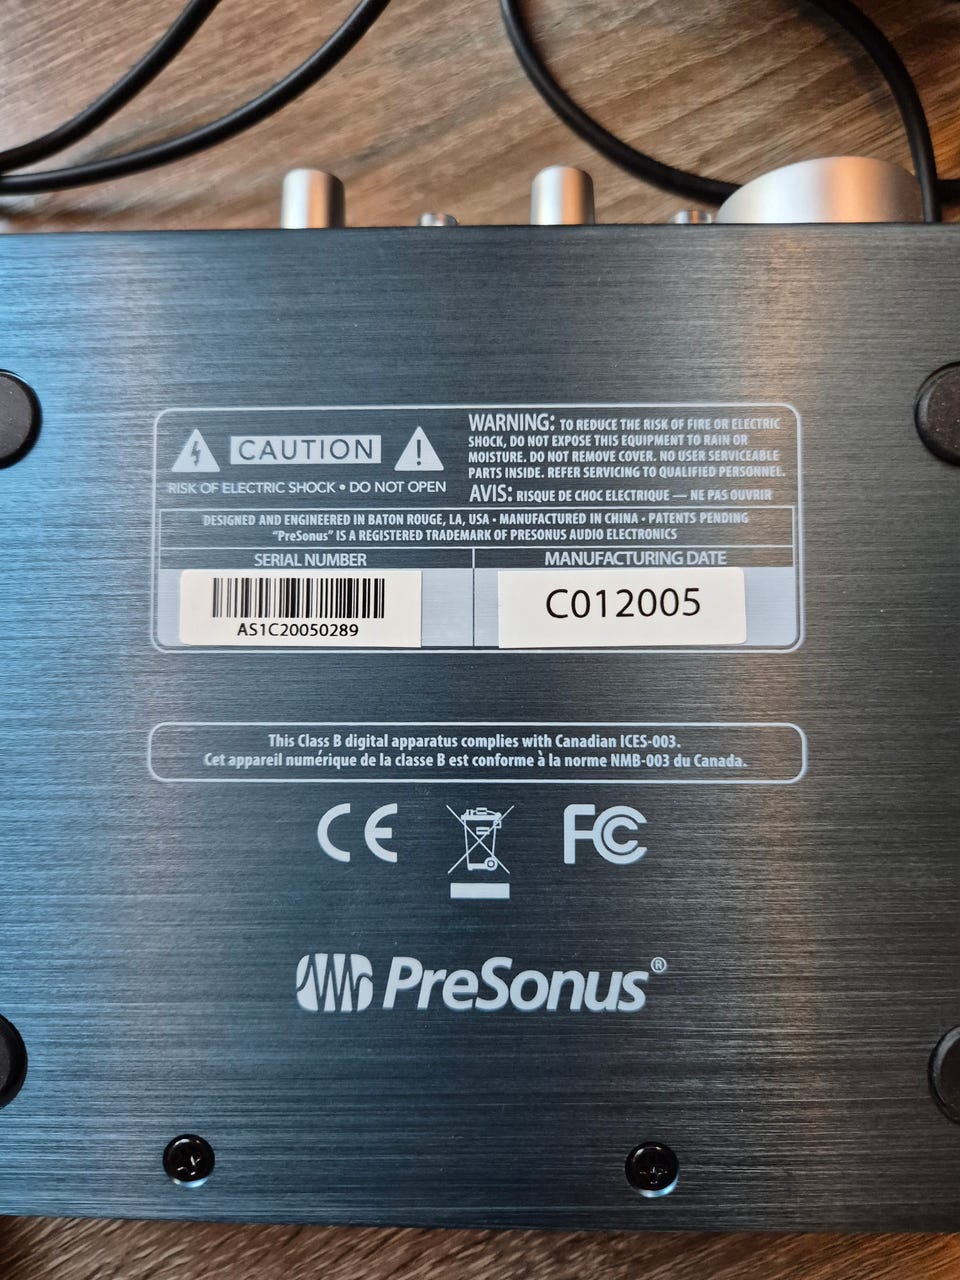 CAUTION
RISK OF ELECTRIC SHOCK • DO NOT OPEN
WARNING: TO REDUCE THE RISK OF FIRE OR ELECTRIC
SHOCK, DO NOT EXPOSE THIS EQUIPMENT TO RAIN OR
MOISTURE. DO NOT REMOVE COVER. NO USER SERVICEABLE
PARTS INSIDE. REFER SERVICING TO QUALIFIED PERSONNEL.
AVIS: RISQUE DE CHOC ELECTRIQUE — NE PAS OUVRIR
DESIGNED AND ENGINEERED IN BATON ROUGE, LA, USA • MANUFACTURED IN CHINA • PATENTS PENDING
"PreSonus" IS A REGISTERED TRADEMARK OF PRESONUS AUDIO ELECTRONICS
SERIAL NUMBER
AS1C20050289
MANUFACTURING DATE
C012005
This Class B digital apparatus complies with Canadian ICES-003.
Cet appareil numérique de la classe B est conforme à la norme NMB-003 du Canada.
CE
FC
PreSonus®